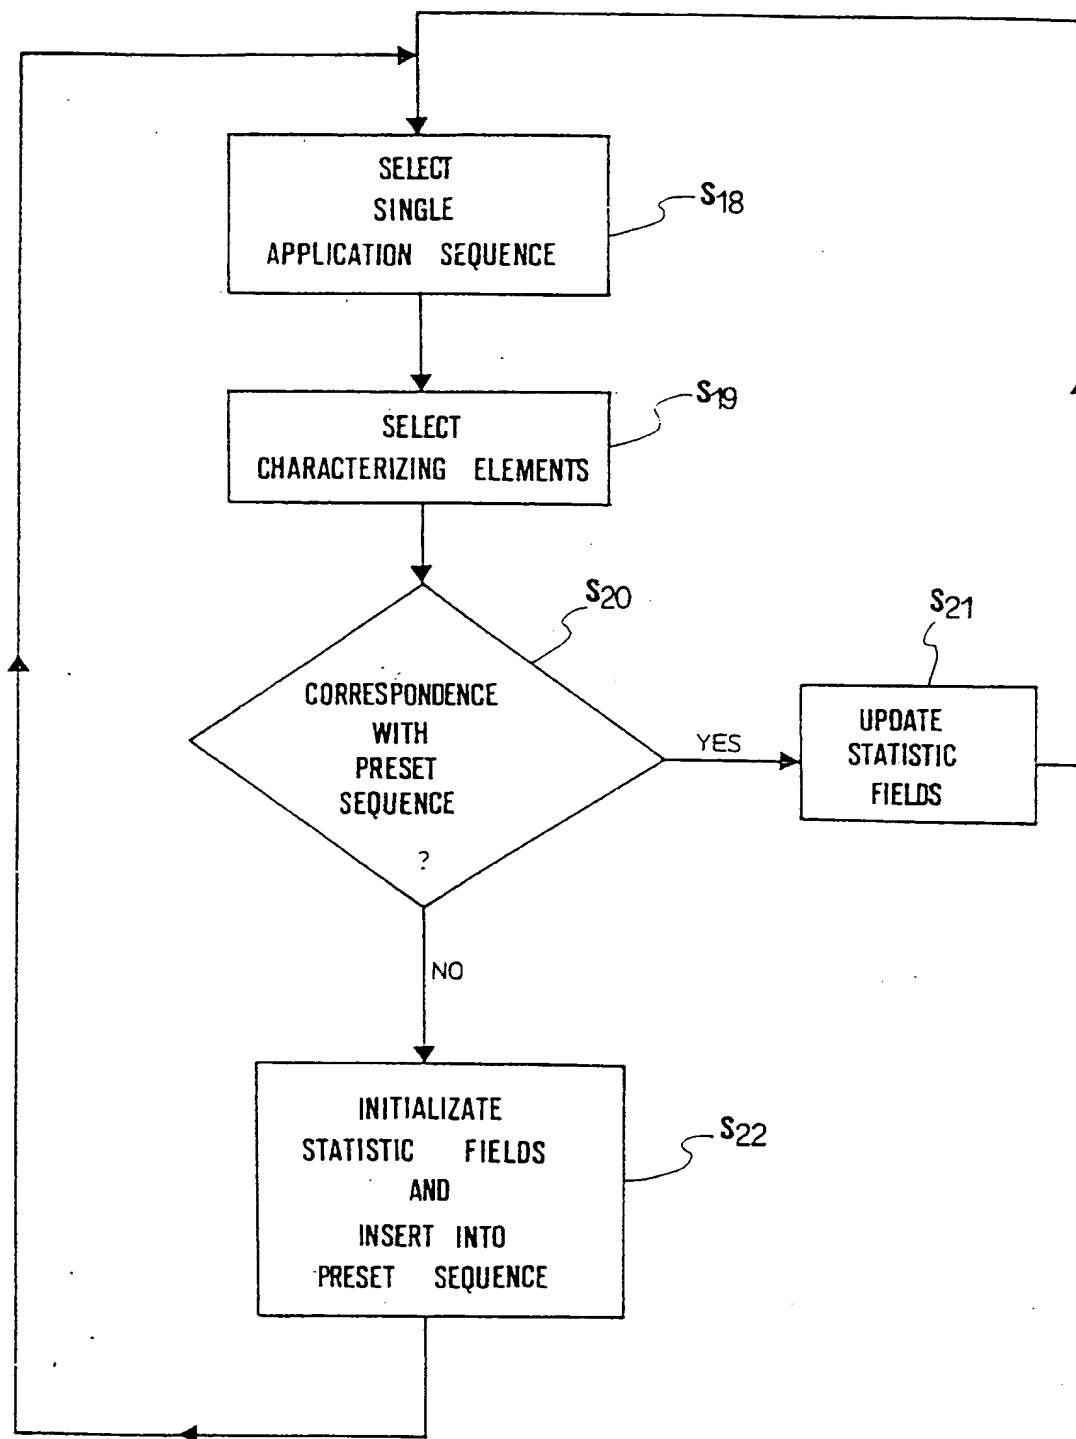 SELECT
SINGLE
APPLICATION SEQUENCE
S18
SELECT
CHARACTERIZING ELEMENTS
S19
CORRESPONDENCE
WITH
PRESET
SEQUENCE
?
S20
YES
S21
UPDATE
STATISTIC
FIELDS
NO
INITIALIZATE
STATISTIC FIELDS
AND
INSERT INTO
PRESET SEQUENCE
S22